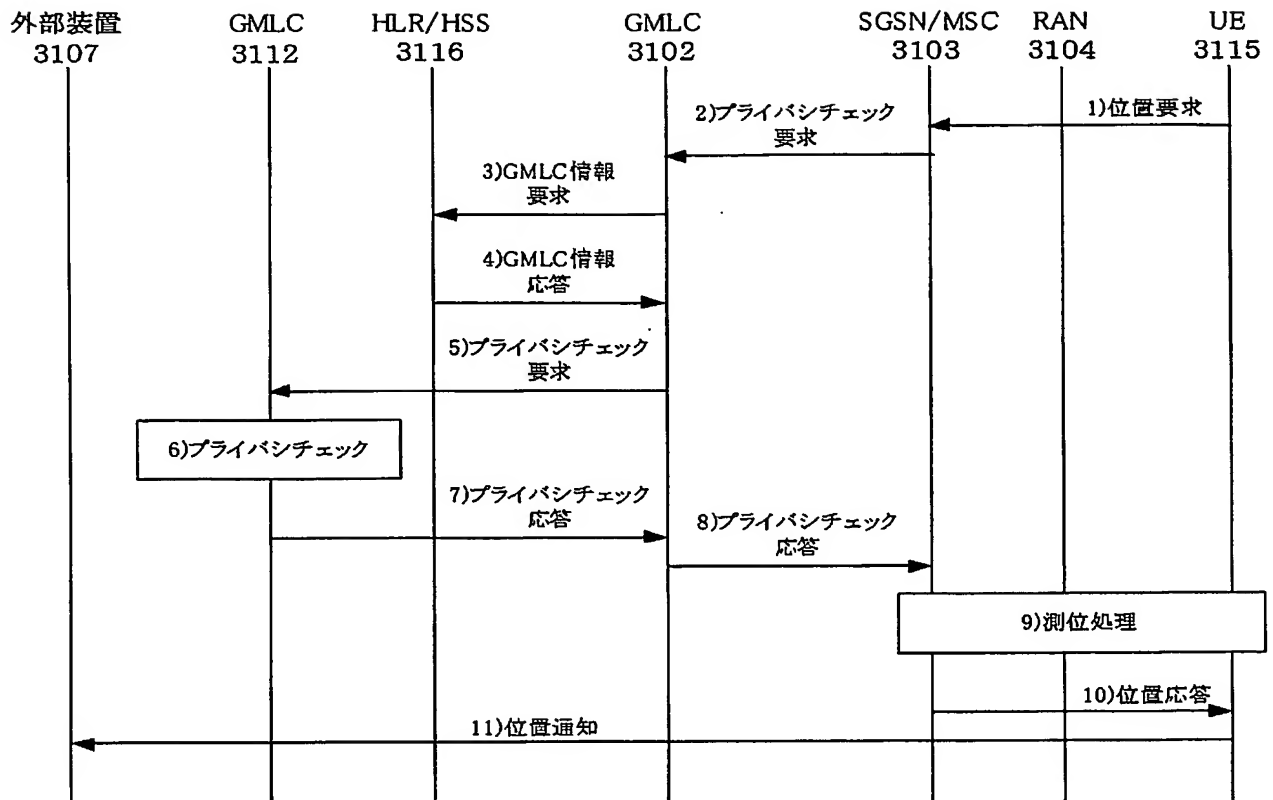 外部装置 GMLC HLR/HSS GMLC SGSN/MSC RAN UE
3107 3112 3116 3102 3103 3104 3115
1)位置要求
2)プライバシチェック
要求
3)GMLC情報
要求
4)GMLC情報
応答
5)プライバシチェック
要求
6)プライバシチェック
7)プライバシチェック
応答
8)プライバシチェック
応答
9)測位処理
10)位置応答
11)位置通知